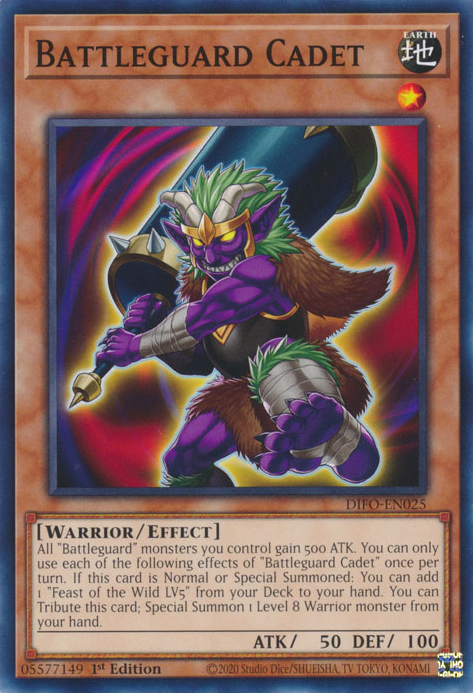 BATTLEGUARD CADET
EARTH
地
DIFO-EN025
[WARRIOR/EFFECT]
All "Battleguard" monsters you control gain 500 ATK. You can only
use each of the following effects of "Battleguard Cadet" once per
turn. If this card is Normal or Special Summoned: You can add
1 "Feast of the Wild LV5" from your Deck to your hand. You can
Tribute this card; Special Summon 1 Level 8 Warrior monster from
your hand.
ATK/ 50 DEF/ 100
05577149 1st Edition ©2020 Studio Dice/SHUEISHA, TV TOKYO, KONAMI